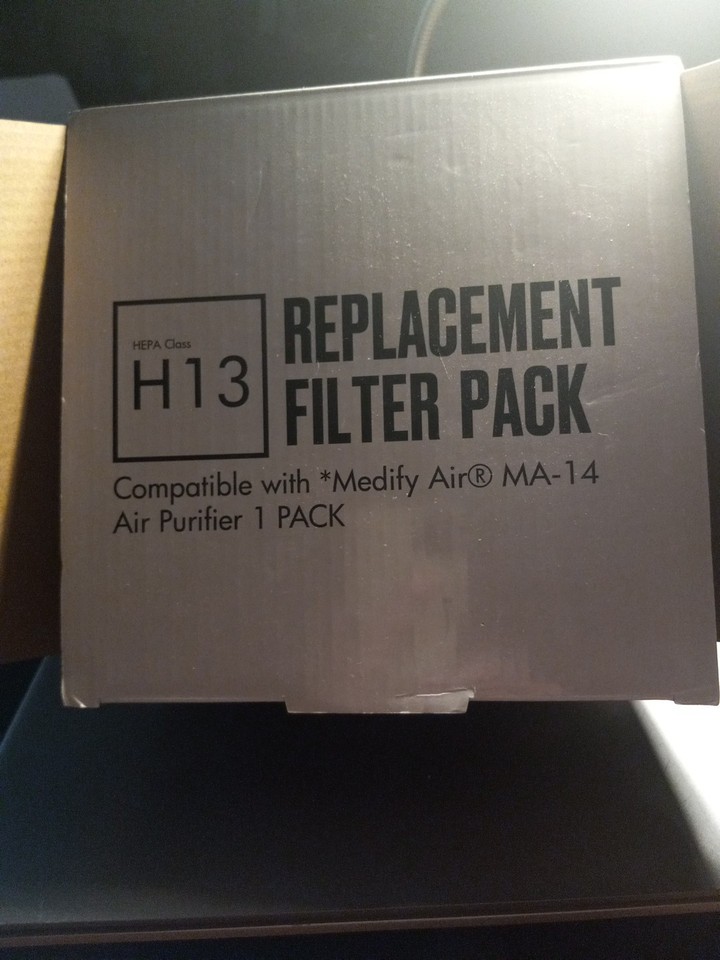 HEPA Class
H13
REPLACEMENT
FILTER PACK
Compatible with *Medify Air® MA-14
Air Purifier 1 PACK